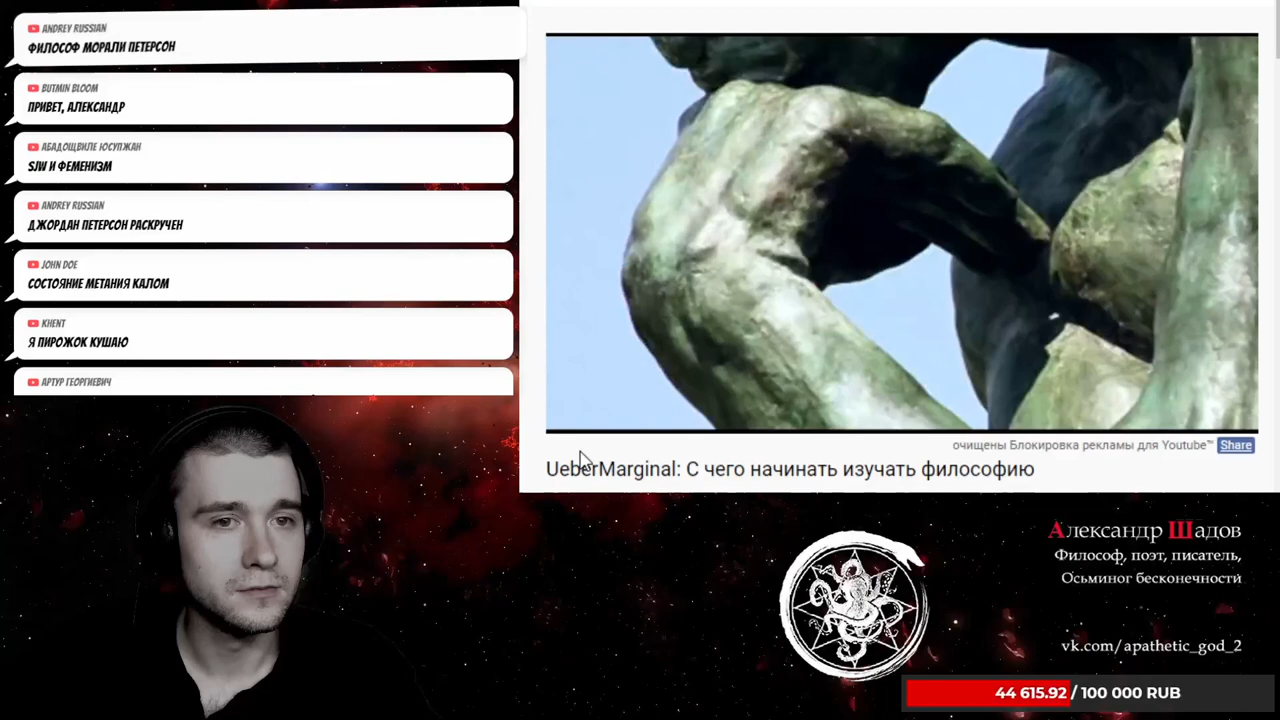 ANDREY RUSSIAN
ФИЛОСОФ МОРАЛИ ПЕТЕРСОН
BUTMIN BLOOM
ПРИВЕТ, АЛЕКСАНДР
АБАДОЩВИЛЕ ЮСУПЖАН
SJW И ФЕМЕНИЗМ
ANDREY RUSSIAN
ДЖОРДАН ПЕТЕРСОН РАСКРУЧЕН
JOHN DOE
СОСТОЯНИЕ МЕТАНИЯ КАЛОМ
KHENT
Я ПИРОЖОК КУШАЮ
АРТУР ГЕОРГИЕВИЧ
очищены Блокировка рекламы для Youtube™ Share
UeberMarginal: С чего начинать изучать философию
Александр Шадов
Философ, поэт, писатель,
Осьминог бесконечности
vk.com/apathetic_god_2
44 615.92 / 100 000 RUB